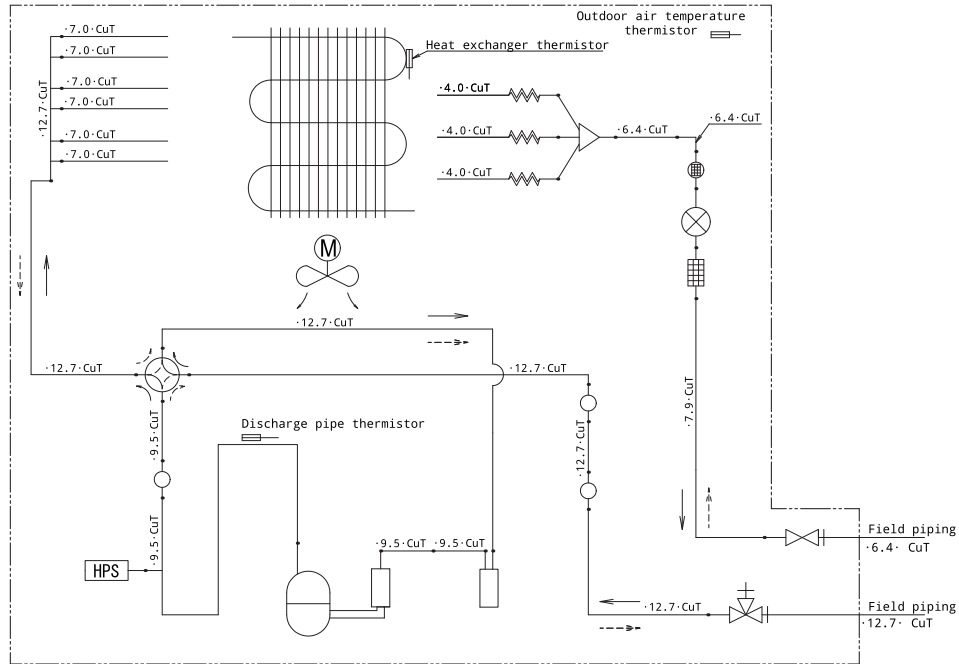 Outdoor air temperature
thermistor
Heat exchanger thermistor
·7.0·CuT
·7.0·CuT
·7.0·CuT
·7.0·CuT
·7.0·CuT
·7.0·CuT
·12.7·CuT
·4.0·CuT
·4.0·CuT
·4.0·CuT
·6.4·CuT
·6.4·CuT
M
·12.7·CuT
·12.7·CuT
·12.7·CuT
·7.9·CuT
·9.5·CuT
Discharge pipe thermistor
·12.7·CuT
·9.5·CuT
·9.5·CuT
·9.5·CuT
HPS
Field piping
·6.4· CuT
·12.7·CuT
Field piping
·12.7· CuT